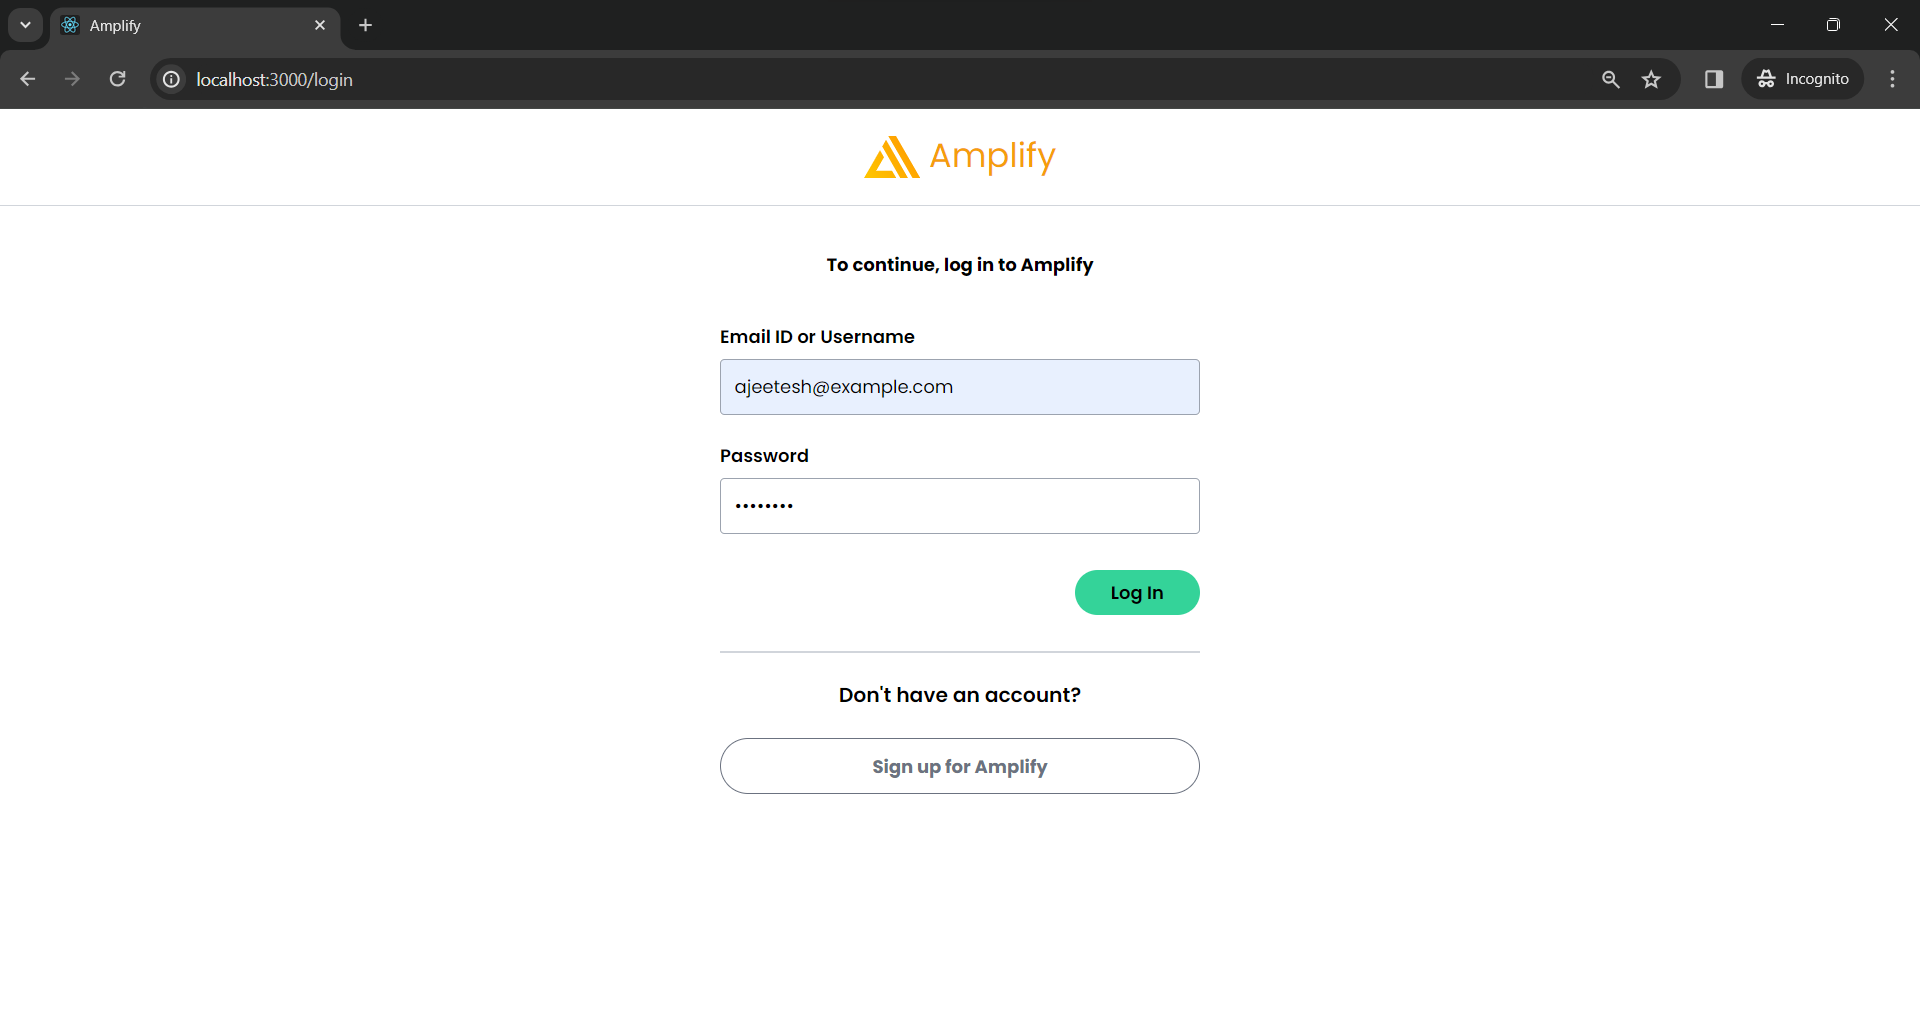 Amplify
localhost:3000/login
Incognito
Amplify
To continue, log in to Amplify
Email ID or Username
ajeetesh@example.com
Password
••••••••
Log In
Don't have an account?
Sign up for Amplify